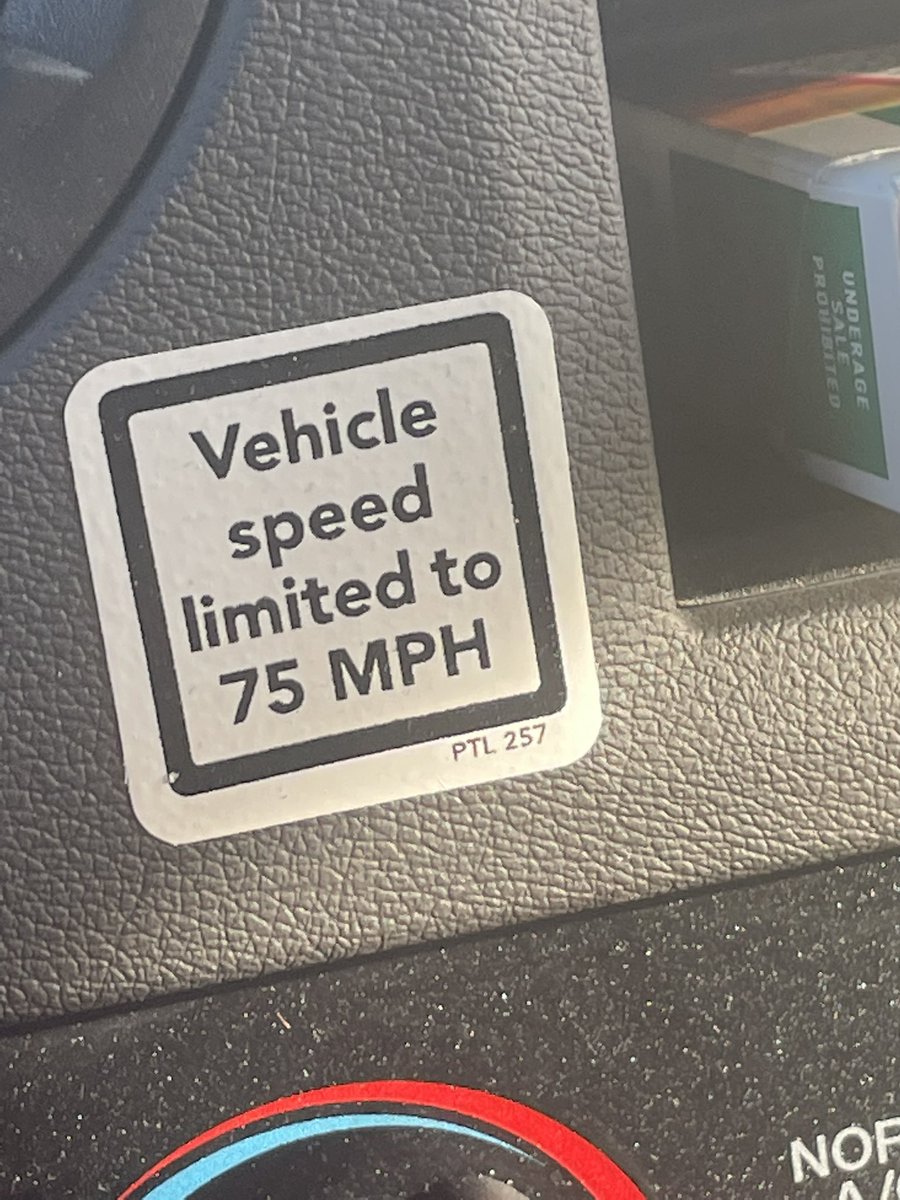 Vehicle
speed
limited to
75 MPH
PTL 257
UNDERAGE
SALE
PROHIBITED